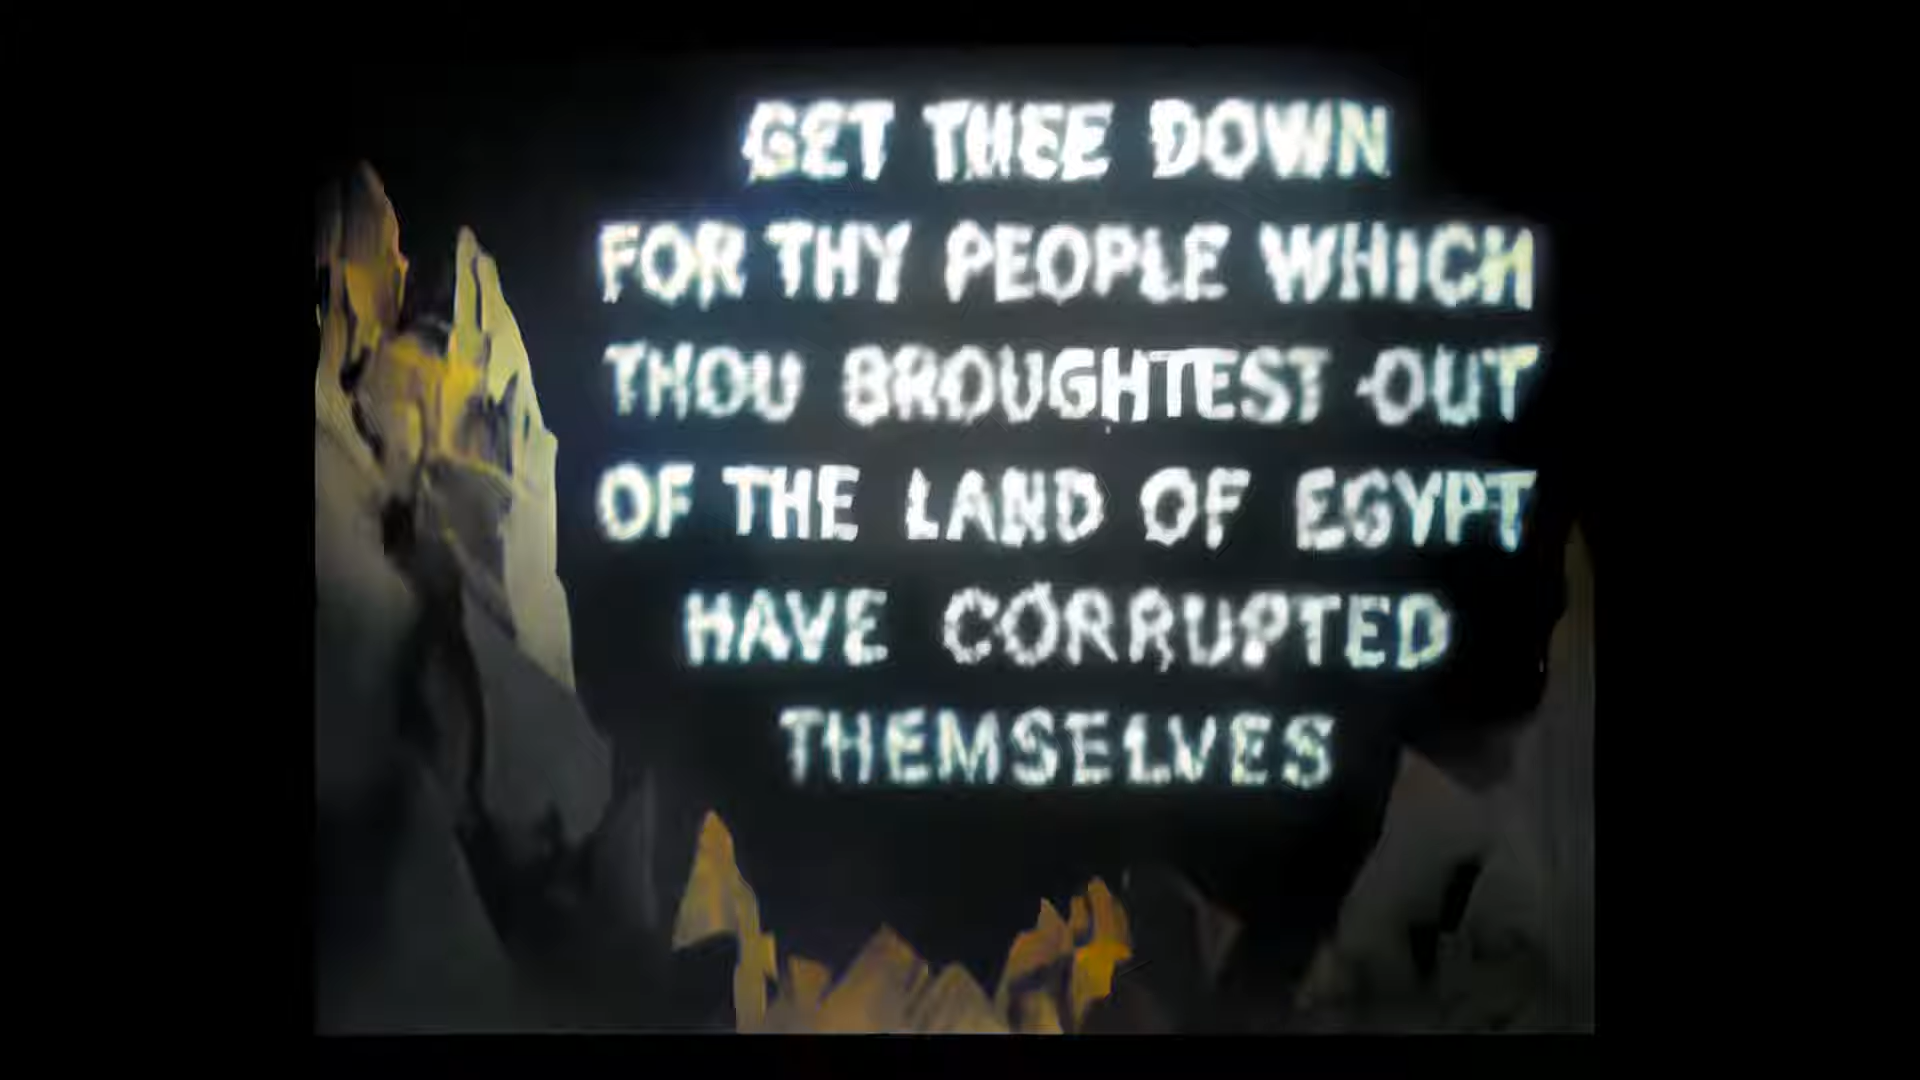 GET THEE DOWN
FOR THY PEOPLE WHICH
THOU BROUGHTEST OUT
OF THE LAND OF EGYPT
HAVE CORRUPTED
THEMSELVES